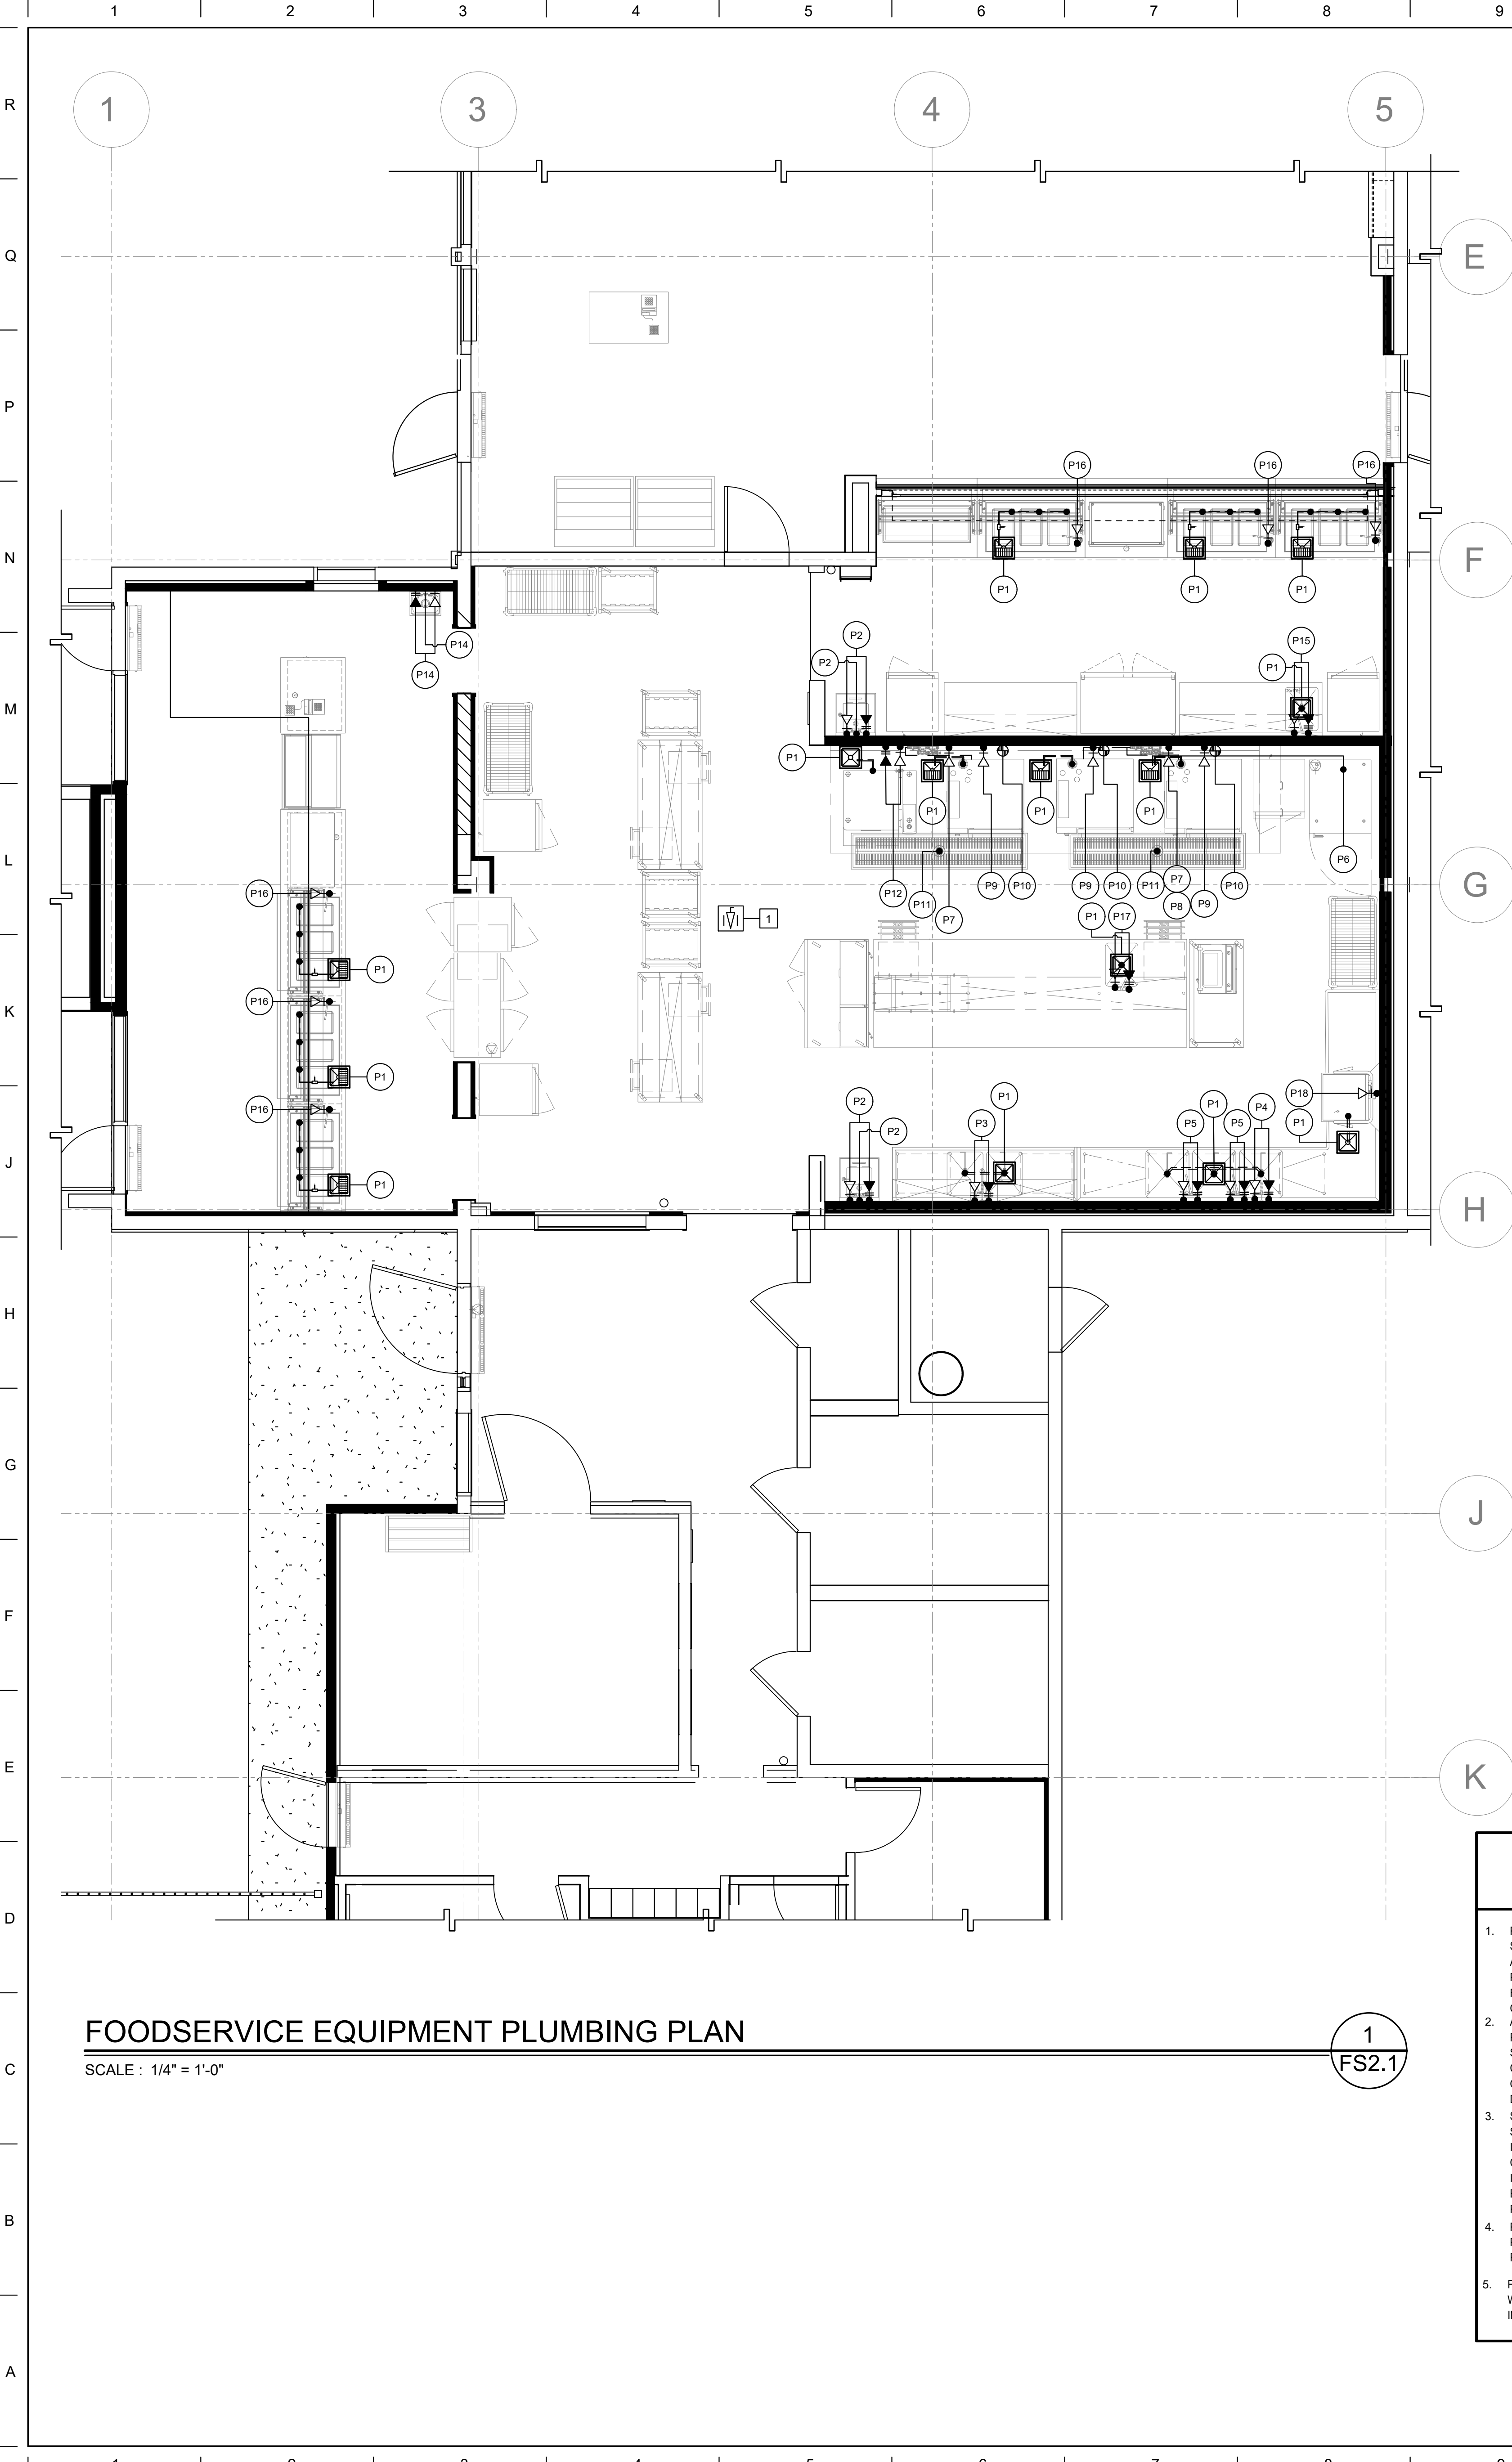 1 2 3 4 5 6 7 8 9
R
1 3 4 5
Q
E
P
P16 P16 P16
N
F
P1 P1 P1
P14
P14
P2
P2
P15
P1
M
P1
P1 P1 P1
L
P6
G
P16
P12 P11 P7 P9 P10 P9 P10 P11 P7 P8 P9 P10
1
P1 P17
P1
K
P16
P1
P16
P2
P2
P3
P1
P5
P1
P5
P4
P18
P1
J
P1
H
H
G
J
F
E
K
D
1.
2.
3.
4.
5.
FOODSERVICE EQUIPMENT PLUMBING PLAN
1
FS2.1
C
SCALE : 1/4" = 1'-0"
B
A